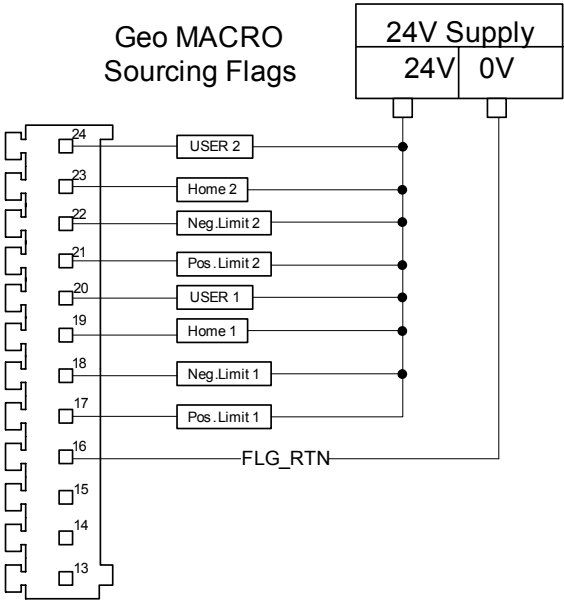 Geo MACRO
Sourcing Flags
24V Supply
24V 0V
24 USER 2
23 Home 2
22 Neg.Limit 2
21 Pos.Limit 2
20 USER 1
19 Home 1
18 Neg.Limit 1
17 Pos.Limit 1
16 FLG_RTN
15
14
13